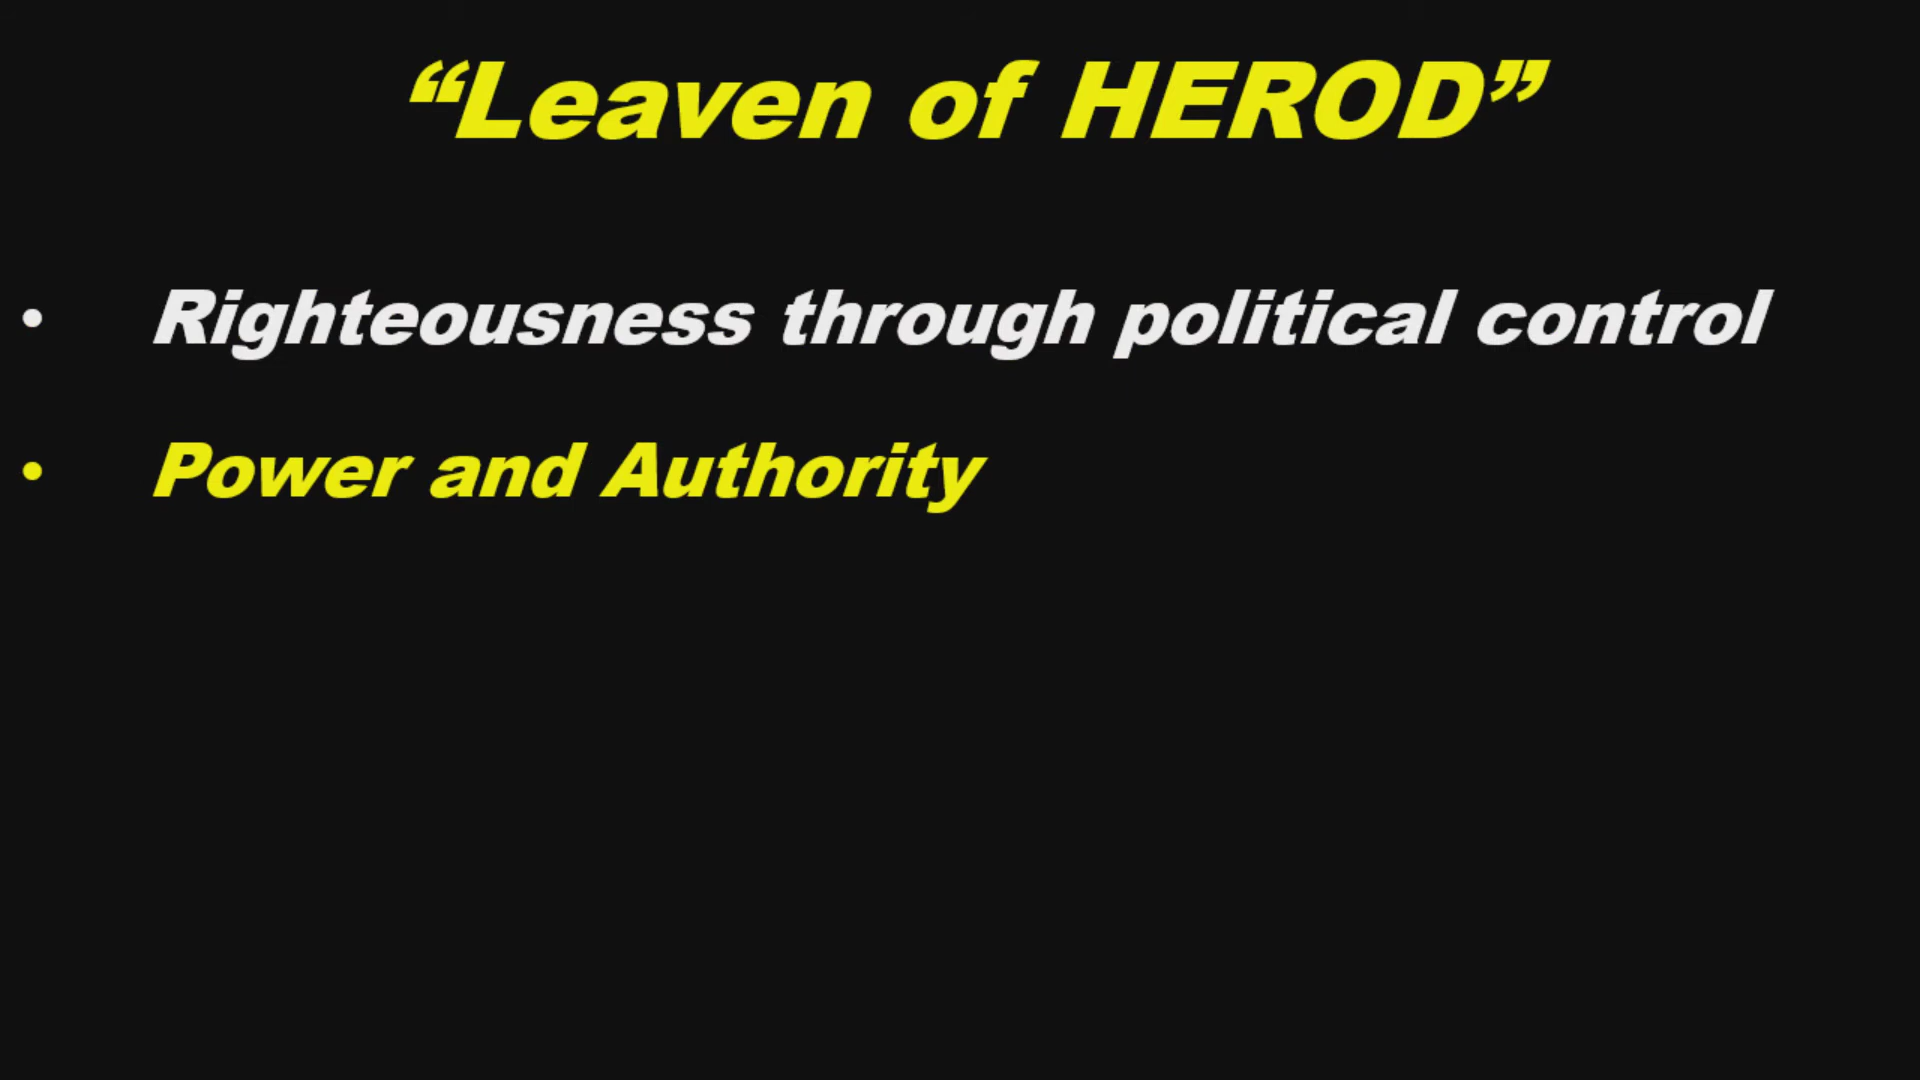 “Leaven of HEROD”
• Righteousness through political control
• Power and Authority